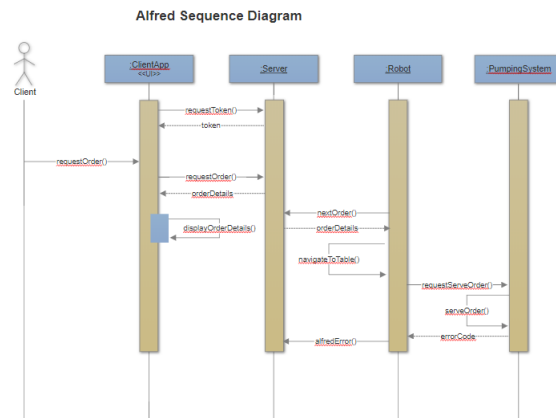 Alfred Sequence Diagram
Client
:ClientApp
<<UI>>
:Server
:Robot
:PumpingSystem
requestToken()
token
requestOrder()
requestOrder()
orderDetails
nextOrder()
displayOrderDetails()
orderDetails
navigateToTable()
requestServeOrder()
serveOrder()
errorCode
alfredError()